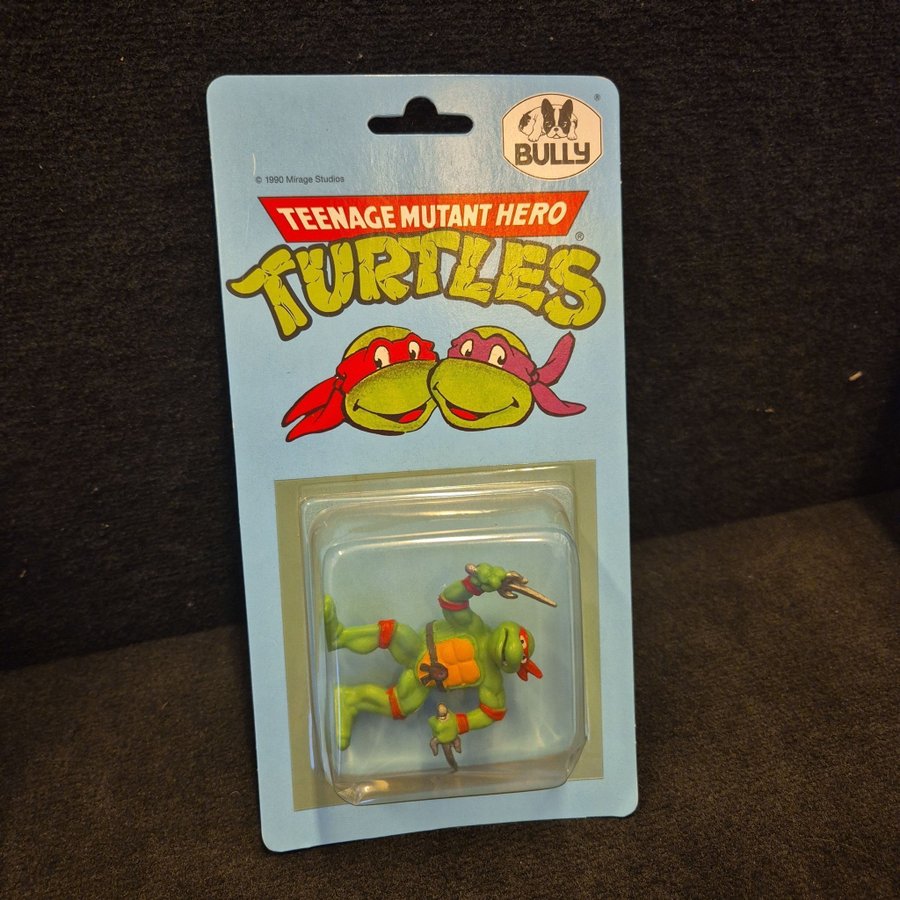 ®
BULLY
© 1990 Mirage Studios
TEENAGE MUTANT HERO
TURTLES®